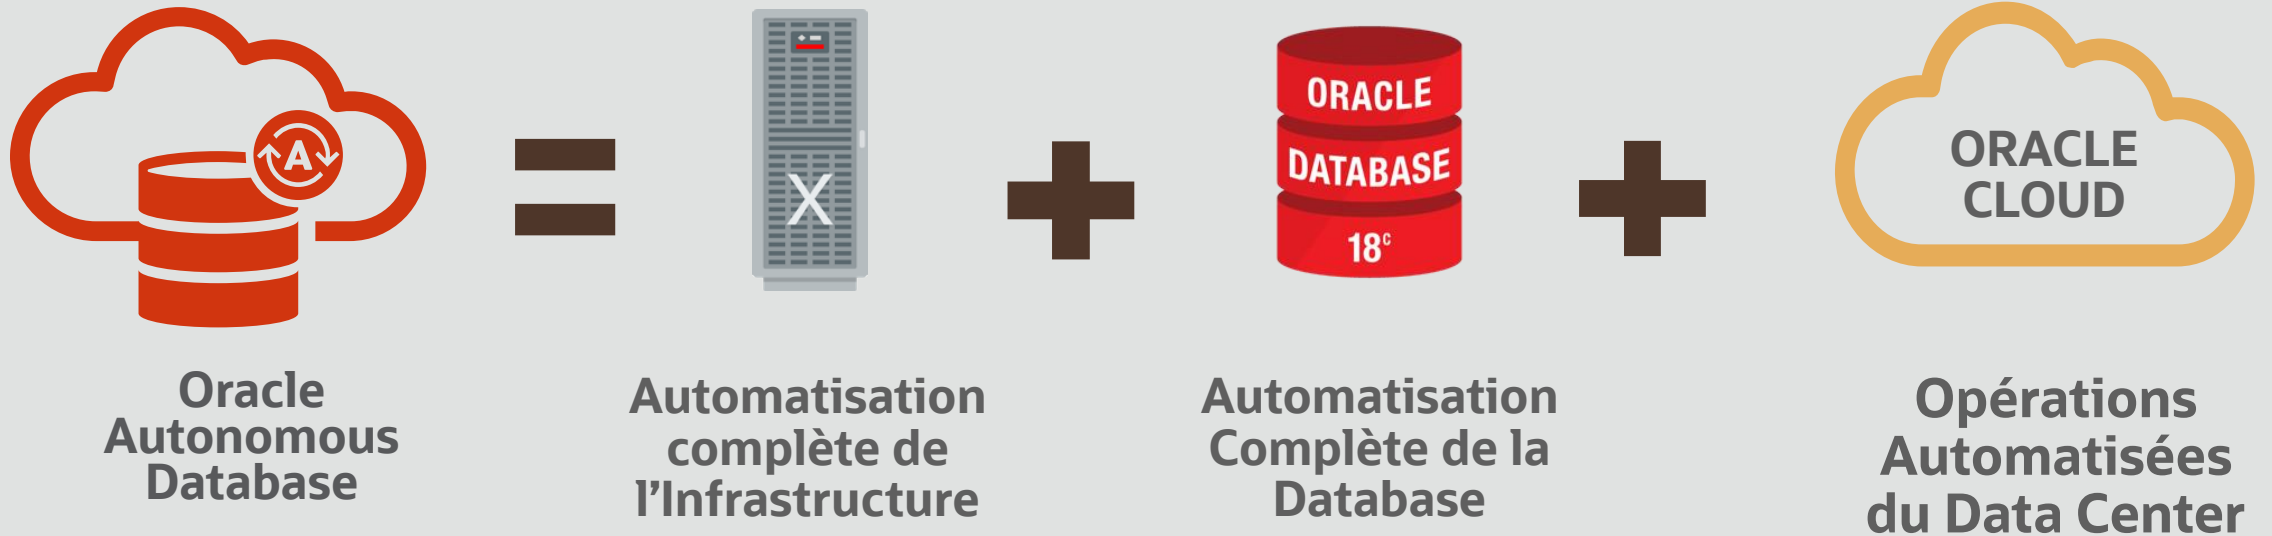 A
X
ORACLE
DATABASE
18c
ORACLE
CLOUD
Oracle
Autonomous
Database
Automatisation
complète de
l’Infrastructure
Automatisation
Complète de la
Database
Opérations
Automatisées
du Data Center